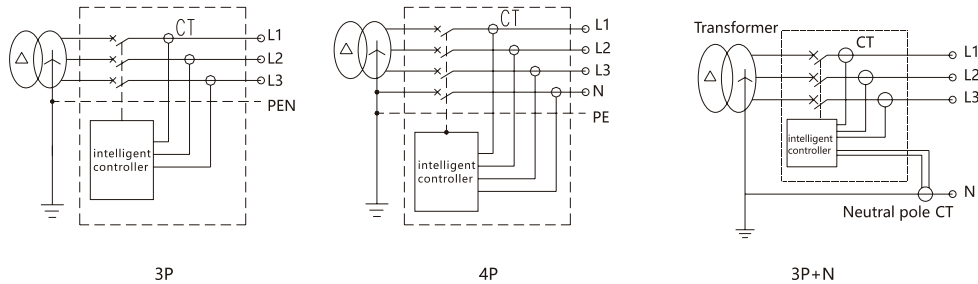 CT
L1
L2
L3
PEN
intelligent
controller
3P
CT
L1
L2
L3
N
PE
intelligent
controller
4P
Transformer
CT
L1
L2
L3
intelligent
controller
N
Neutral pole CT
3P+N